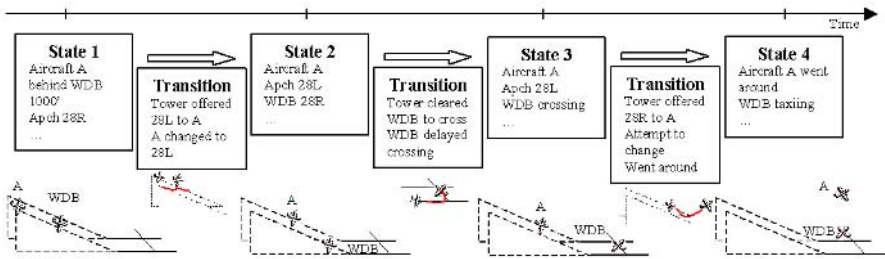 Time
State 1
Aircraft A
behind WDB
1000'
Apch 28R
...
Transition
Tower offered
28L to A
A changed to
28L
State 2
Aircraft A
Apch 28L
WDB 28R
...
Transition
Tower cleared
WDB to cross
WDB delayed
crossing
State 3
Aircraft A
Apch 28L
WDB crossing
...
Transition
Tower offered
28R to A
Attempt to
change
Went around
State 4
Aircraft A went
around
WDB taxiing
...
A
WDB
A
WDB
A
WDB
A
WDB